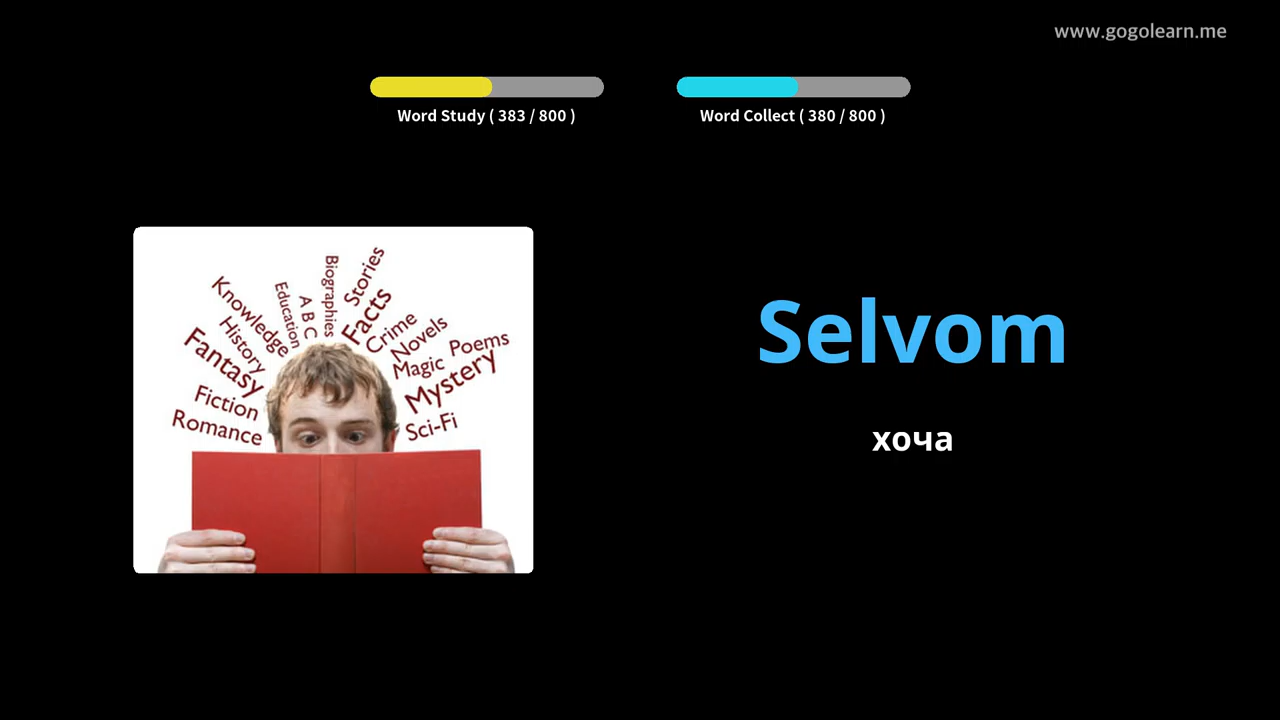 www.gogolearn.me
Word Study ( 383 / 800 )
Word Collect ( 380 / 800 )
Selvom
хоча
Stories
Biographies
Facts
A B C
Education
Knowledge
Crime
Novels
History
Poems
Magic
Fantasy
Mystery
Fiction
Sci-Fi
Romance